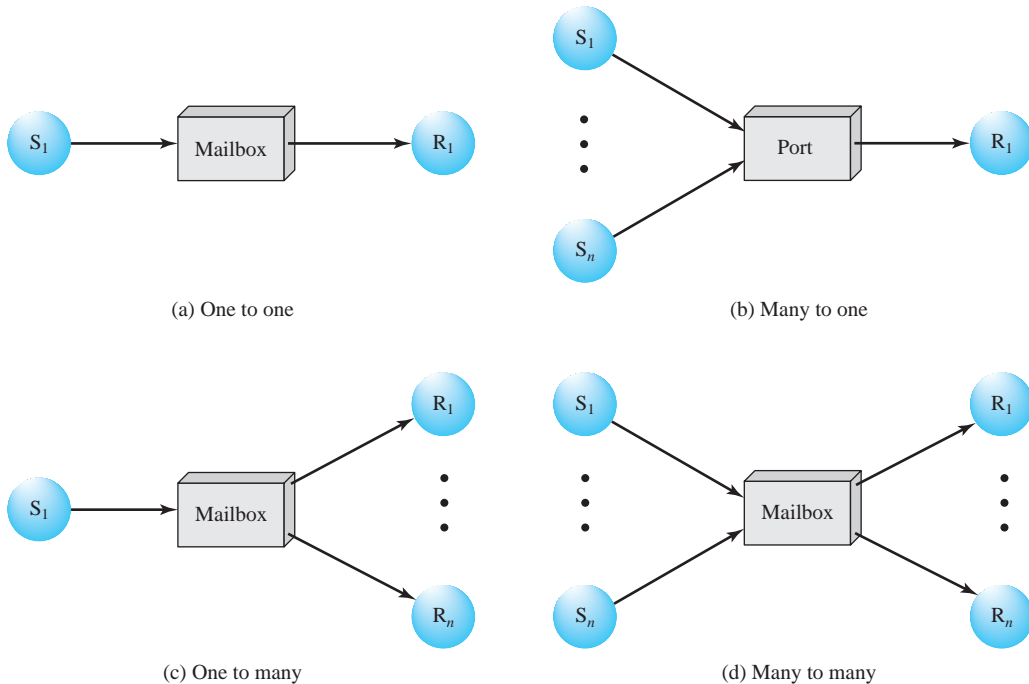 S1
Mailbox
R1
(a) One to one
S1
Sn
Port
R1
(b) Many to one
S1
Mailbox
R1
Rn
(c) One to many
S1
Sn
Mailbox
R1
Rn
(d) Many to many